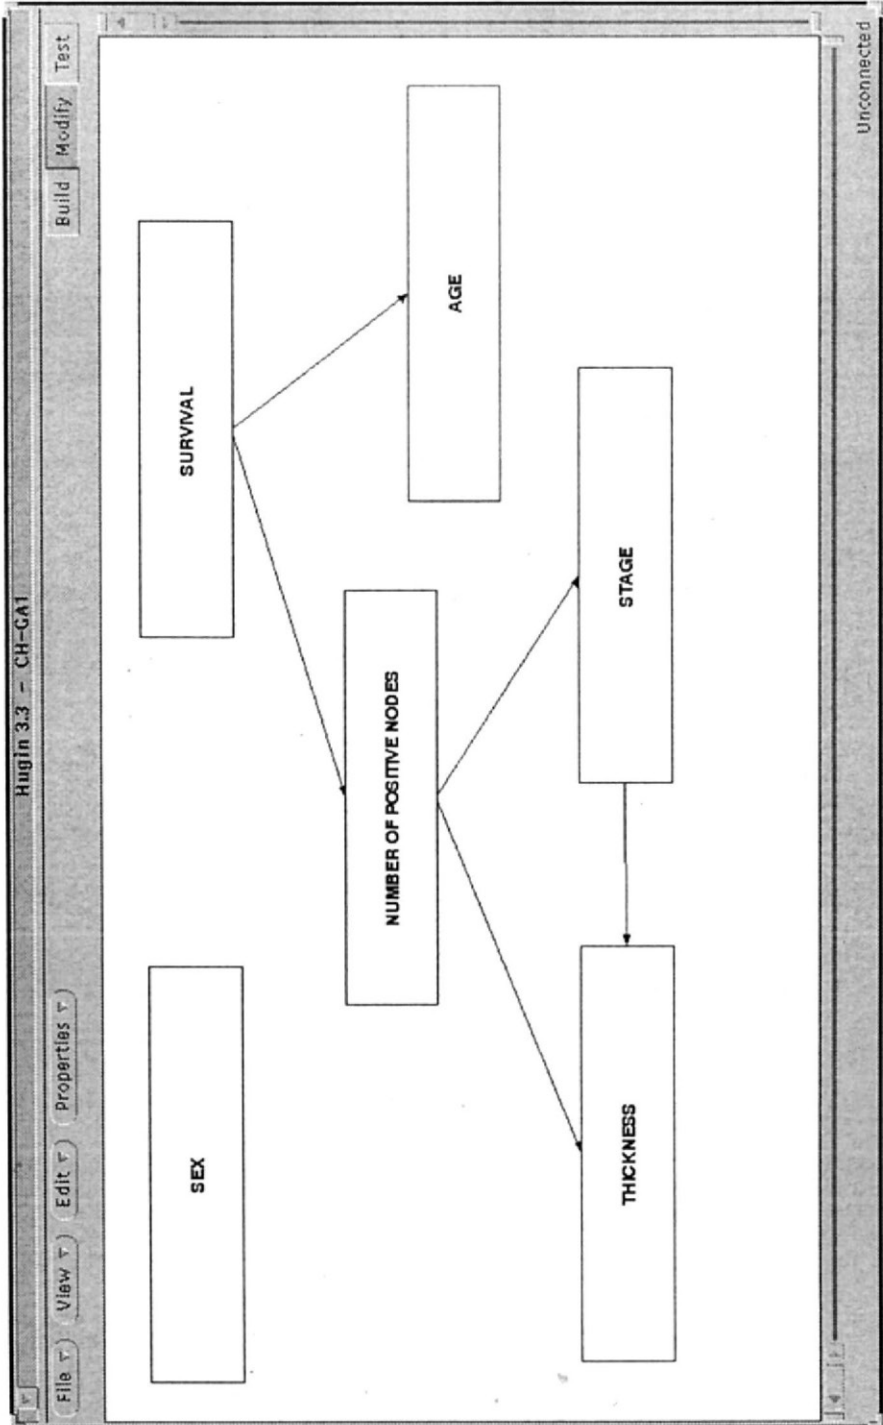 Hugin 3.3 - CH-GA1
File View Edit Properties Build Modify Test
SEX
SURVIVAL
NUMBER OF POSITIVE NODES
AGE
THICKNESS
STAGE
Unconnected